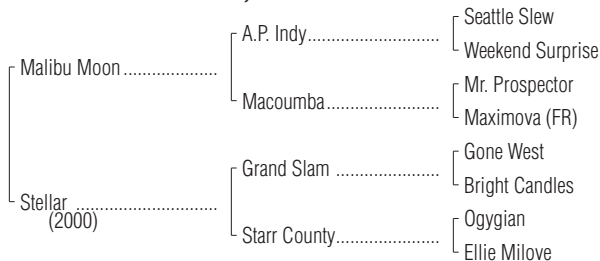 Seattle Slew
A.P. Indy
Weekend Surprise
Malibu Moon
Mr. Prospector
Macoumba
Maximova (FR)
Gone West
Grand Slam
Bright Candles
Stellar
(2000)
Ogygian
Starr County
Ellie Milove